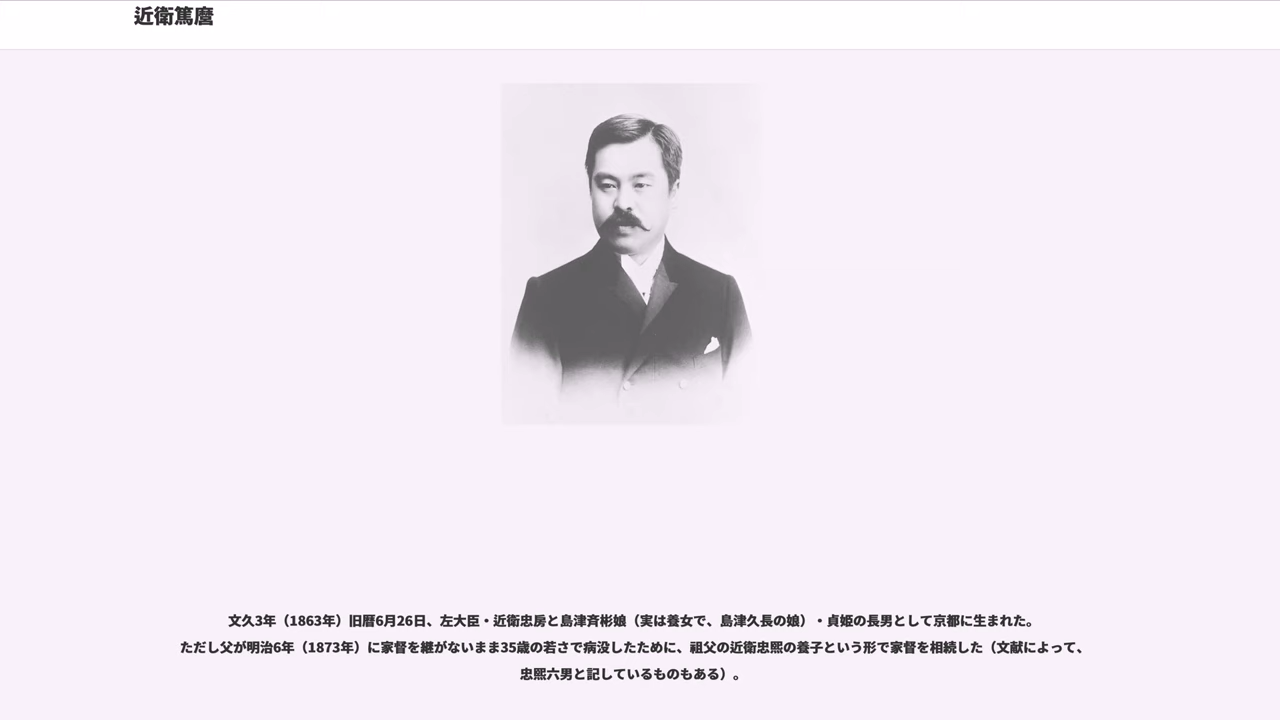 近衛篤麿
文久3年（1863年）旧暦6月26日、左大臣・近衛忠房と島津斉彬娘（実は養女で、島津久長の娘）・貞姫の長男として京都に生まれた。
ただし父が明治6年（1873年）に家督を継がないまま35歳の若さで病没したために、祖父の近衛忠熙の養子という形で家督を相続した（文献によって、
忠熙六男と記しているものもある）。